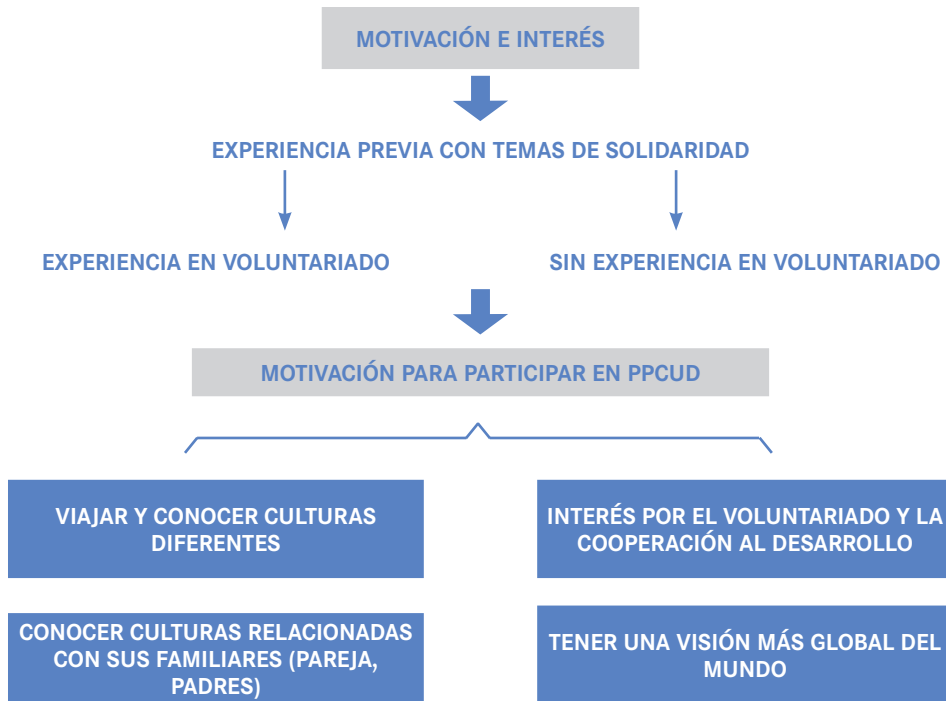 MOTIVACIÓN E INTERÉS
EXPERIENCIA PREVIA CON TEMAS DE SOLIDARIDAD
EXPERIENCIA EN VOLUNTARIADO
SIN EXPERIENCIA EN VOLUNTARIADO
MOTIVACIÓN PARA PARTICIPAR EN PPCUD
VIAJAR Y CONOCER CULTURAS
DIFERENTES
INTERÉS POR EL VOLUNTARIADO Y LA
COOPERACIÓN AL DESARROLLO
CONOCER CULTURAS RELACIONADAS
CON SUS FAMILIARES (PAREJA,
PADRES)
TENER UNA VISIÓN MÁS GLOBAL DEL
MUNDO